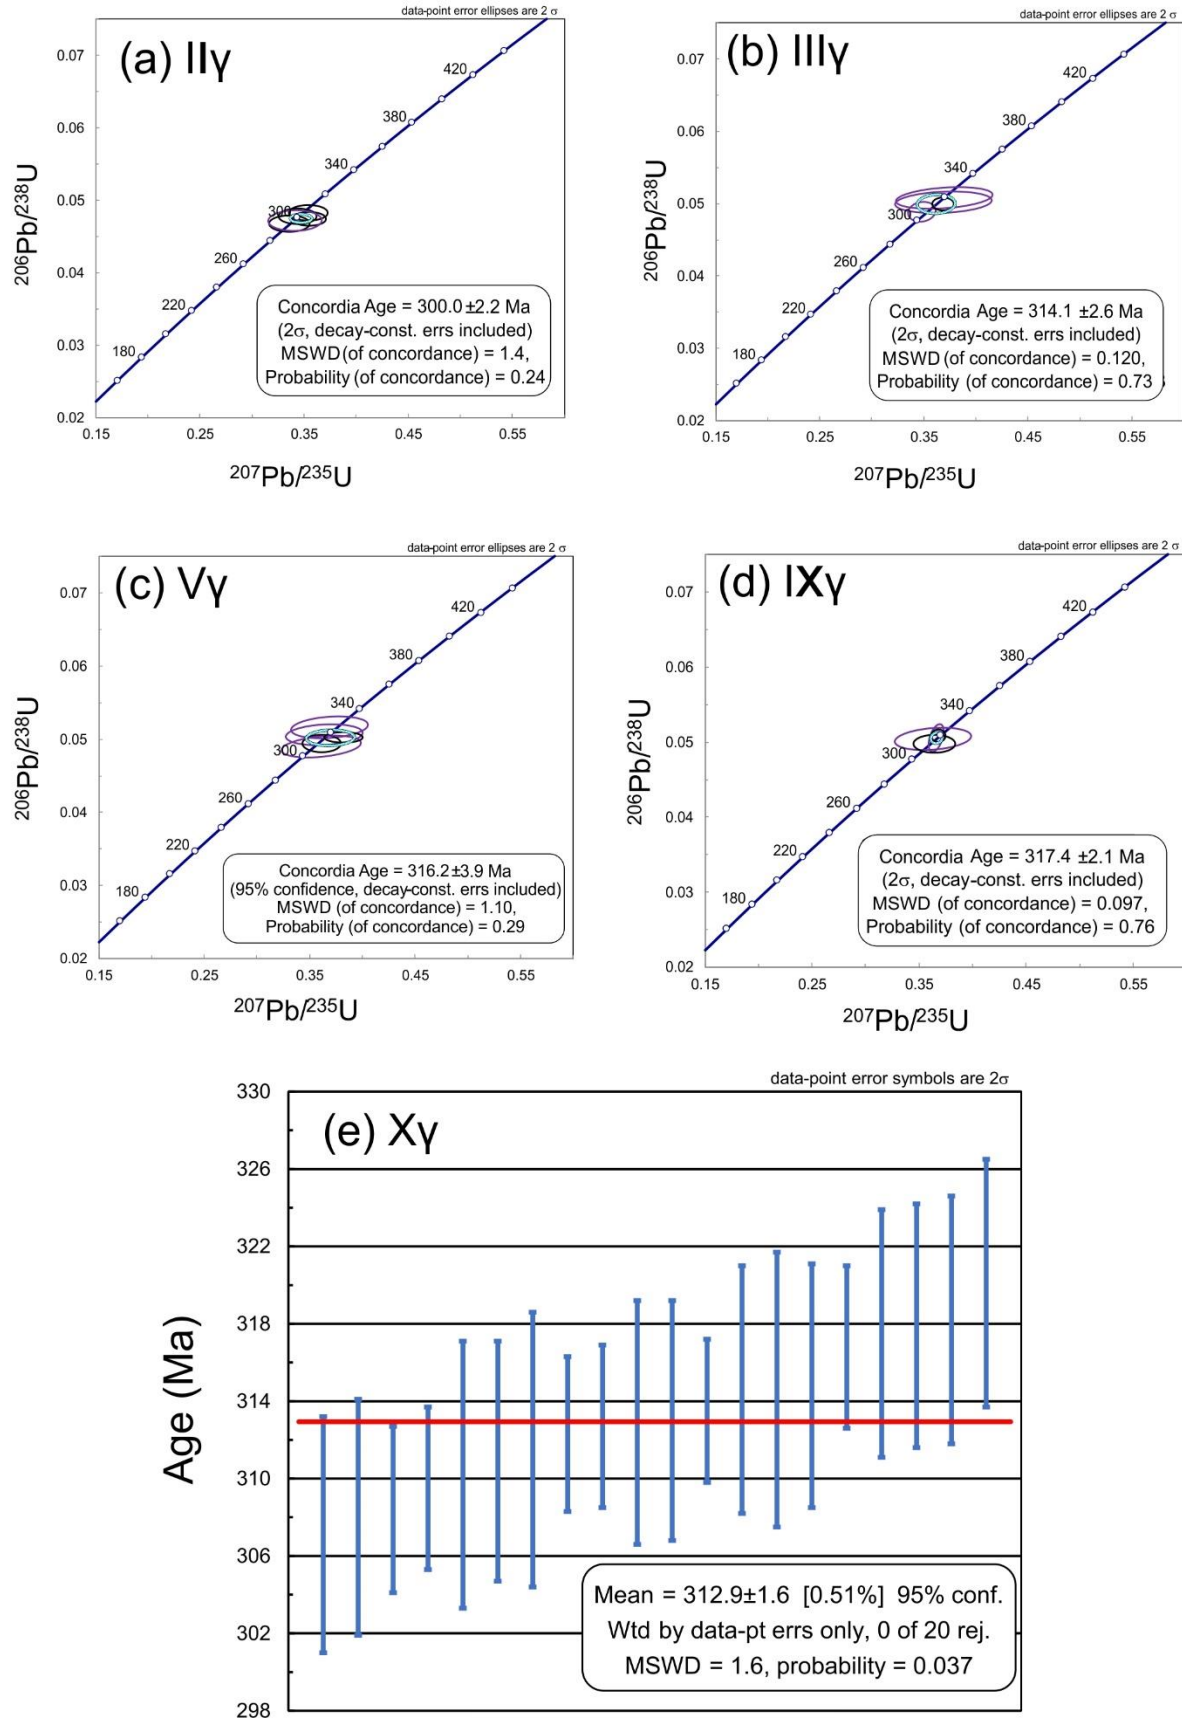 data-point error ellipses are 2 σ
(a) IIγ
0.07
0.06
0.05
0.04
0.03
0.02
420
380
340
300
260
220
180
0.15
0.25
0.35
0.45
0.55
206Pb/238U
207Pb/235U
Concordia Age = 300.0 ±2.2 Ma
(2σ, decay-const. errs included)
MSWD (of concordance) = 1.4,
Probability (of concordance) = 0.24
data-point error ellipses are 2 σ
(b) IIIγ
0.07
0.06
0.05
0.04
0.03
0.02
420
380
340
300
260
220
180
0.15
0.25
0.35
0.45
0.55
206Pb/238U
207Pb/235U
Concordia Age = 314.1 ±2.6 Ma
(2σ, decay-const. errs included)
MSWD (of concordance) = 0.120,
Probability (of concordance) = 0.73
data-point error ellipses are 2 σ
(c) Vγ
0.07
0.06
0.05
0.04
0.03
0.02
420
380
340
300
260
220
180
0.15
0.25
0.35
0.45
0.55
206Pb/238U
207Pb/235U
Concordia Age = 316.2±3.9 Ma
(95% confidence, decay-const. errs included)
MSWD (of concordance) = 1.10,
Probability (of concordance) = 0.29
data-point error ellipses are 2 σ
(d) IXγ
0.07
0.06
0.05
0.04
0.03
0.02
420
380
340
300
260
220
180
0.15
0.25
0.35
0.45
0.55
206Pb/238U
207Pb/235U
Concordia Age = 317.4 ±2.1 Ma
(2σ, decay-const. errs included)
MSWD (of concordance) = 0.097,
Probability (of concordance) = 0.76
data-point error symbols are 2σ
(e) Xγ
330
326
322
318
314
310
306
302
298
Age (Ma)
Mean = 312.9±1.6 [0.51%] 95% conf.
Wtd by data-pt errs only, 0 of 20 rej.
MSWD = 1.6, probability = 0.037